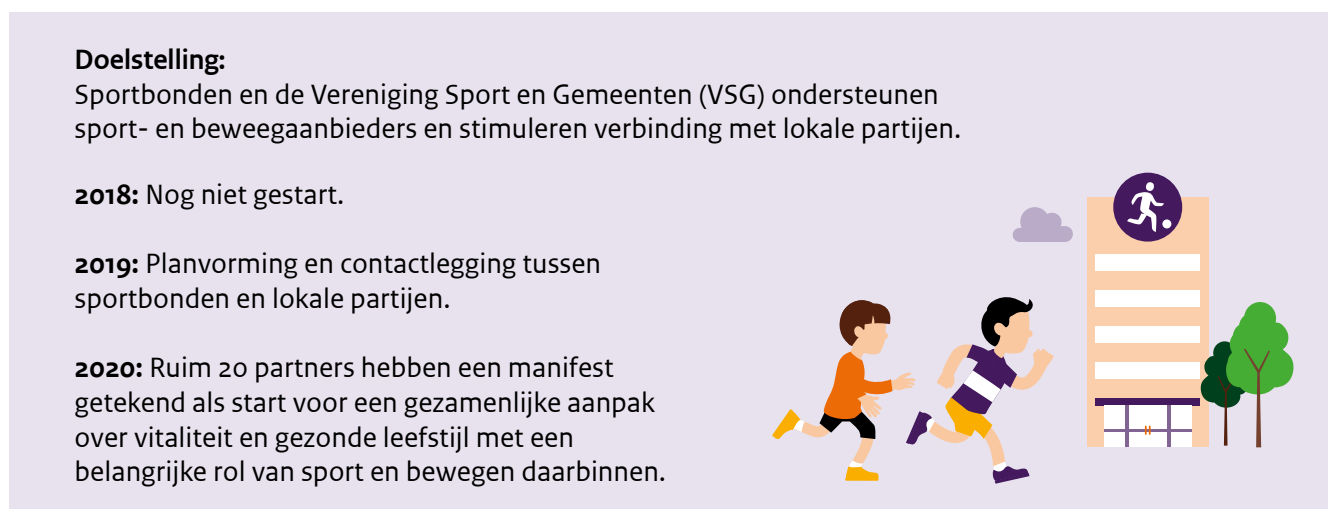 Doelstelling:
Sportbonden en de Vereniging Sport en Gemeenten (VSG) ondersteunen
sport- en beweegaanbieders en stimuleren verbinding met lokale partijen.
2018: Nog niet gestart.
2019: Planvorming en contactlegging tussen
sportbonden en lokale partijen.
2020: Ruim 20 partners hebben een manifest
getekend als start voor een gezamenlijke aanpak
over vitaliteit en gezonde leefstijl met een
belangrijke rol van sport en bewegen daarbinnen.